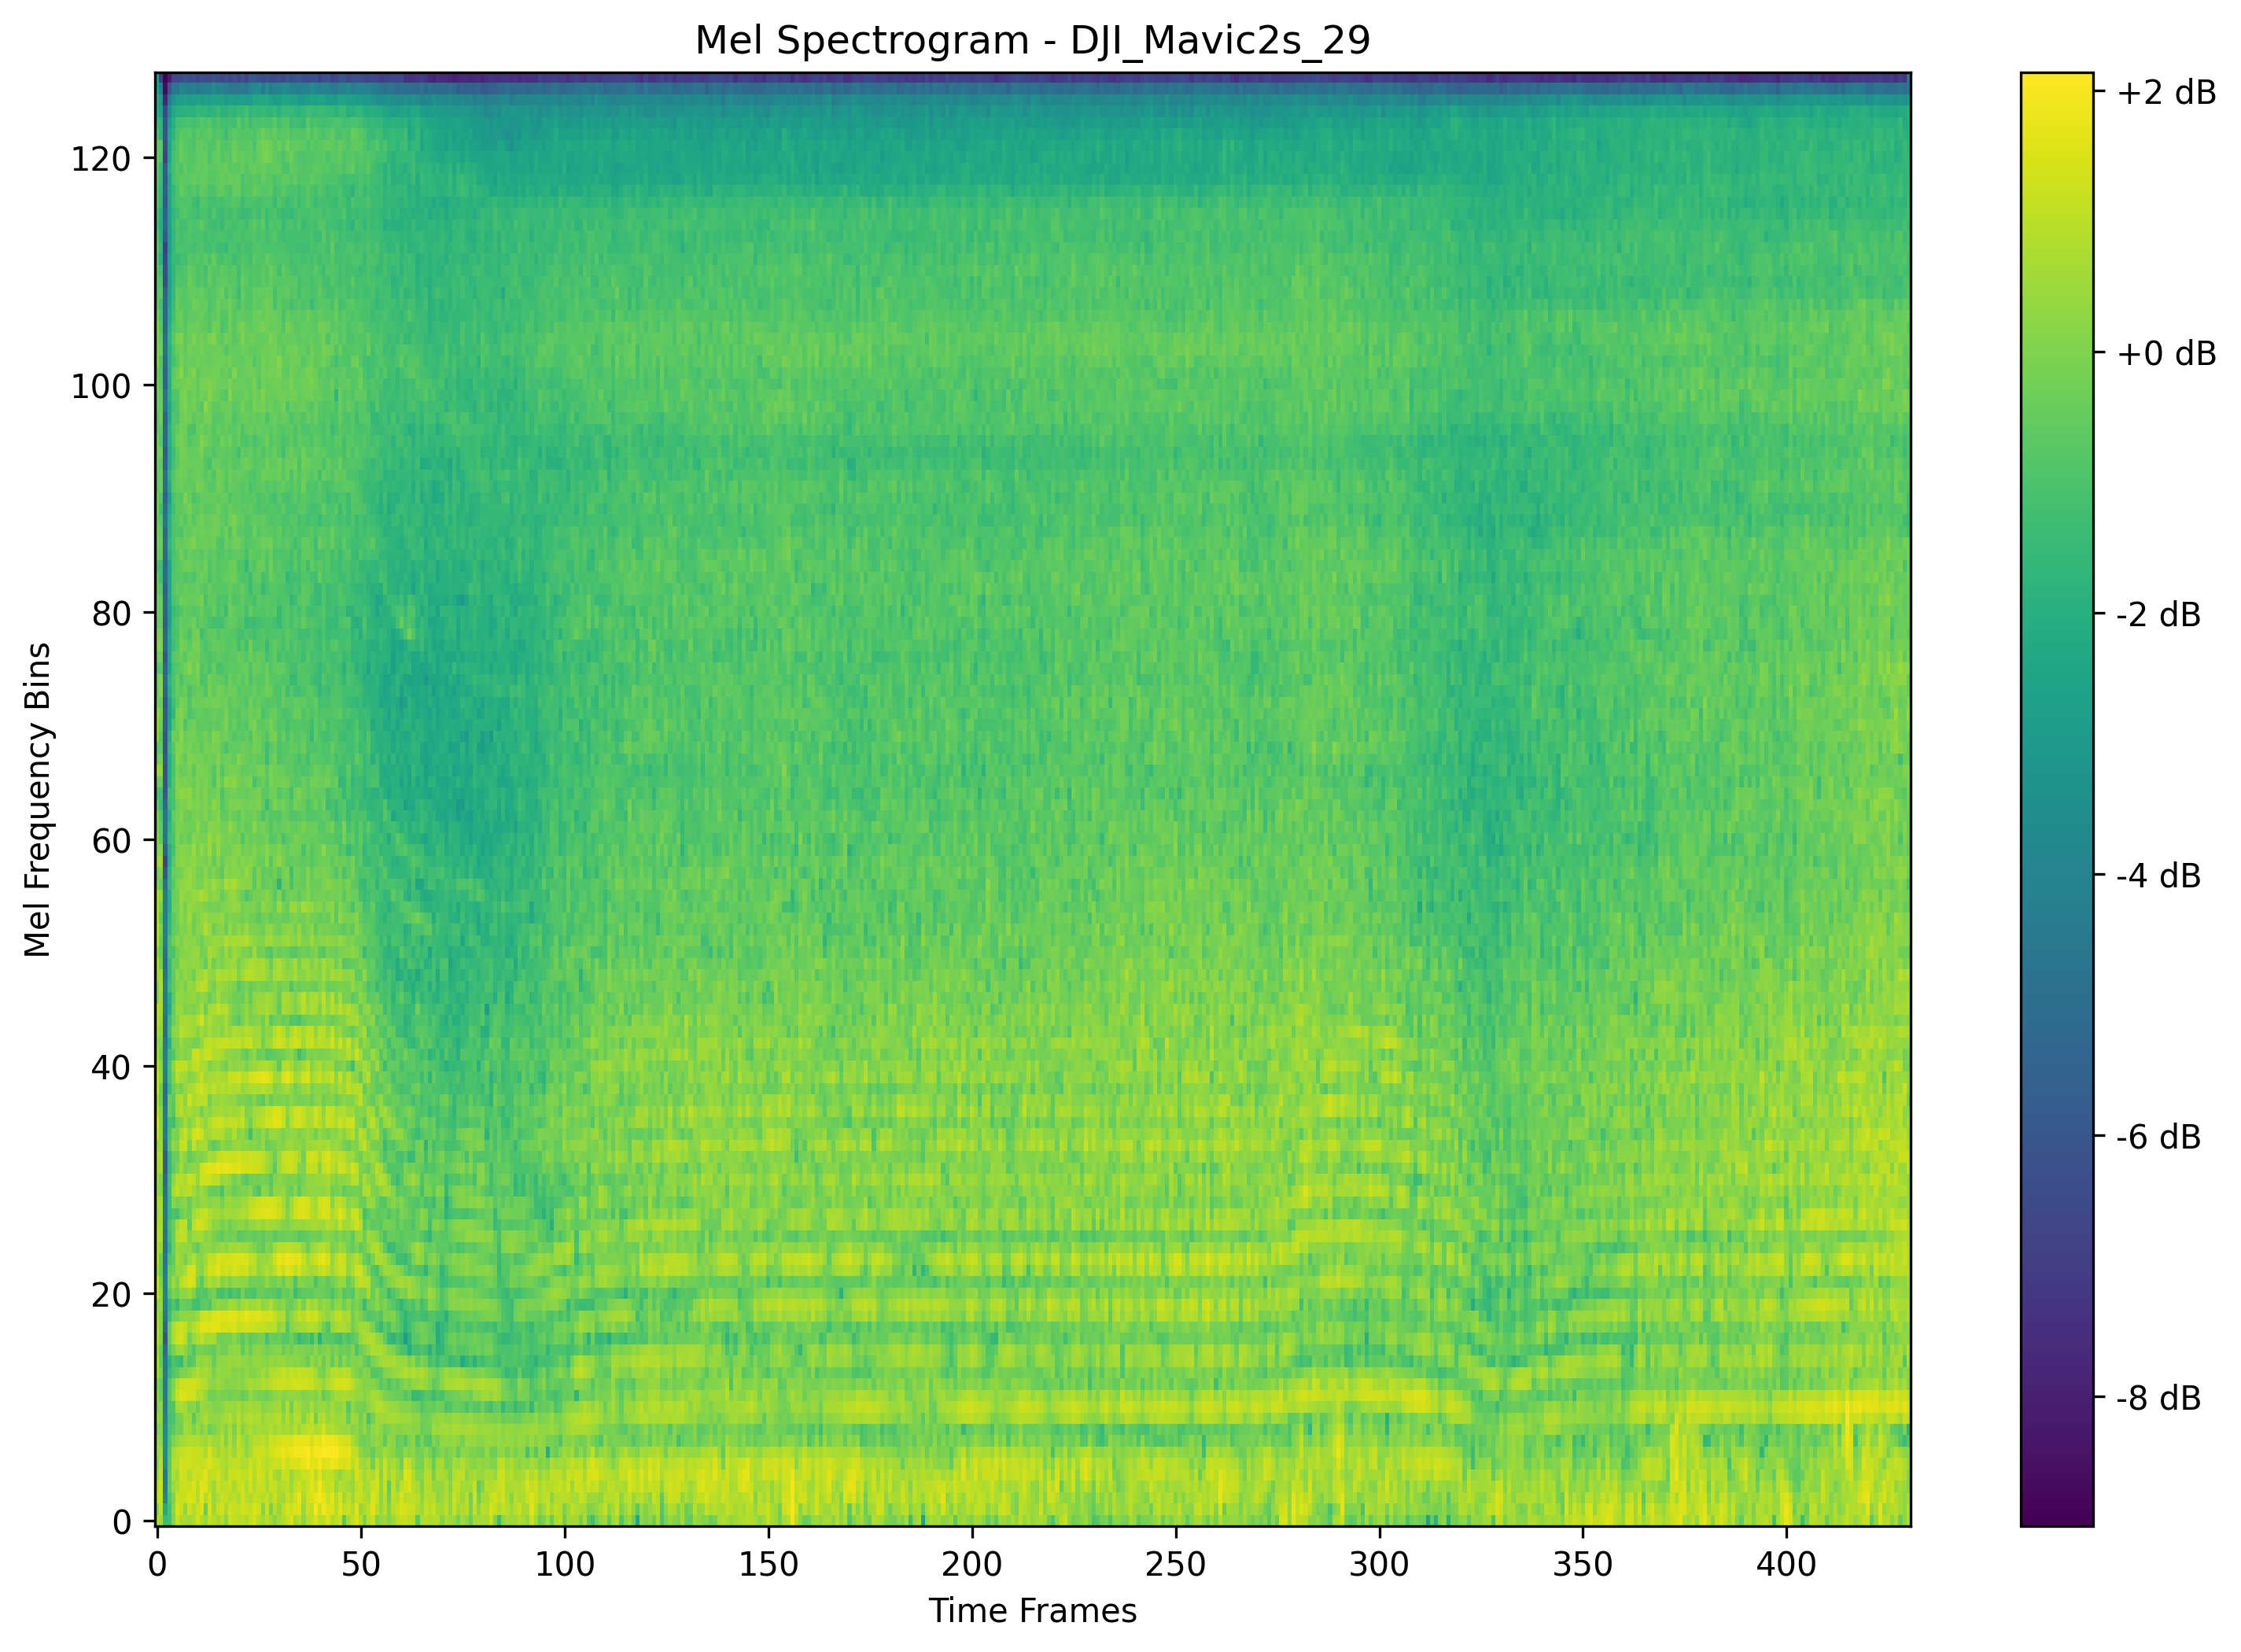 Mel Spectrogram - DJI_Mavic2s_29
Mel Frequency Bins
120
100
80
60
40
20
0
0 50 100 150 200 250 300 350 400
Time Frames
+2 dB
+0 dB
-2 dB
-4 dB
-6 dB
-8 dB